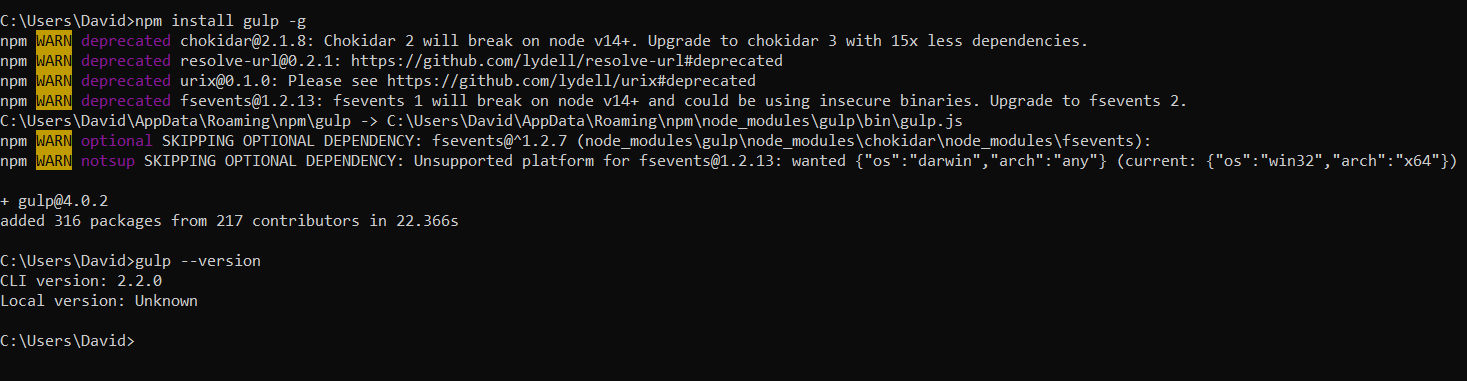 C:\Users\David>npm install gulp -g
npm WARN deprecated chokidar@2.1.8: Chokidar 2 will break on node v14+. Upgrade to chokidar 3 with 15x less dependencies.
npm WARN deprecated resolve-url@0.2.1: https://github.com/lydell/resolve-url#deprecated
npm WARN deprecated urix@0.1.0: Please see https://github.com/lydell/urix#deprecated
npm WARN deprecated fsevents@1.2.13: fsevents 1 will break on node v14+ and could be using insecure binaries. Upgrade to fsevents 2.
C:\Users\David\AppData\Roaming\npm\gulp -> C:\Users\David\AppData\Roaming\npm\node_modules\gulp\bin\gulp.js
npm WARN optional SKIPPING OPTIONAL DEPENDENCY: fsevents@^1.2.7 (node_modules\gulp\node_modules\chokidar\node_modules\fsevents):
npm WARN notsup SKIPPING OPTIONAL DEPENDENCY: Unsupported platform for fsevents@1.2.13: wanted {"os":"darwin","arch":"any"} (current: {"os":"win32","arch":"x64"})
+ gulp@4.0.2
added 316 packages from 217 contributors in 22.366s
C:\Users\David>gulp --version
CLI version: 2.2.0
Local version: Unknown
C:\Users\David>